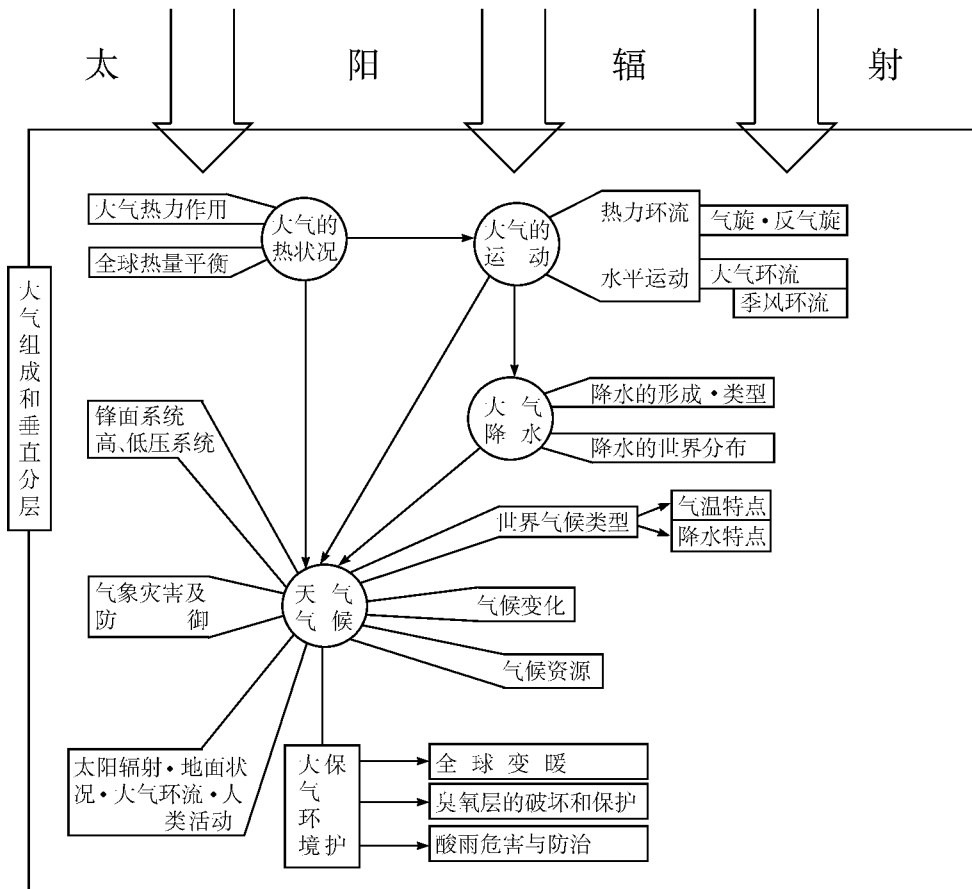 太 阳 辐 射
大气热力作用
全球热量平衡
大气的
热状况
大气的
运动
热力环流
水平运动
气旋·反气旋
大气环流
季风环流
大气组成和垂直分层
大气
降水
降水的形成·类型
降水的世界分布
锋面系统
高、低压系统
世界气候类型
气温特点
降水特点
气象灾害及
防御
天气
气候
气候变化
气候资源
太阳辐射·地面状
况·大气环流·人
类活动
大气环境
保护
全球变暖
臭氧层的破坏和保护
酸雨危害与防治